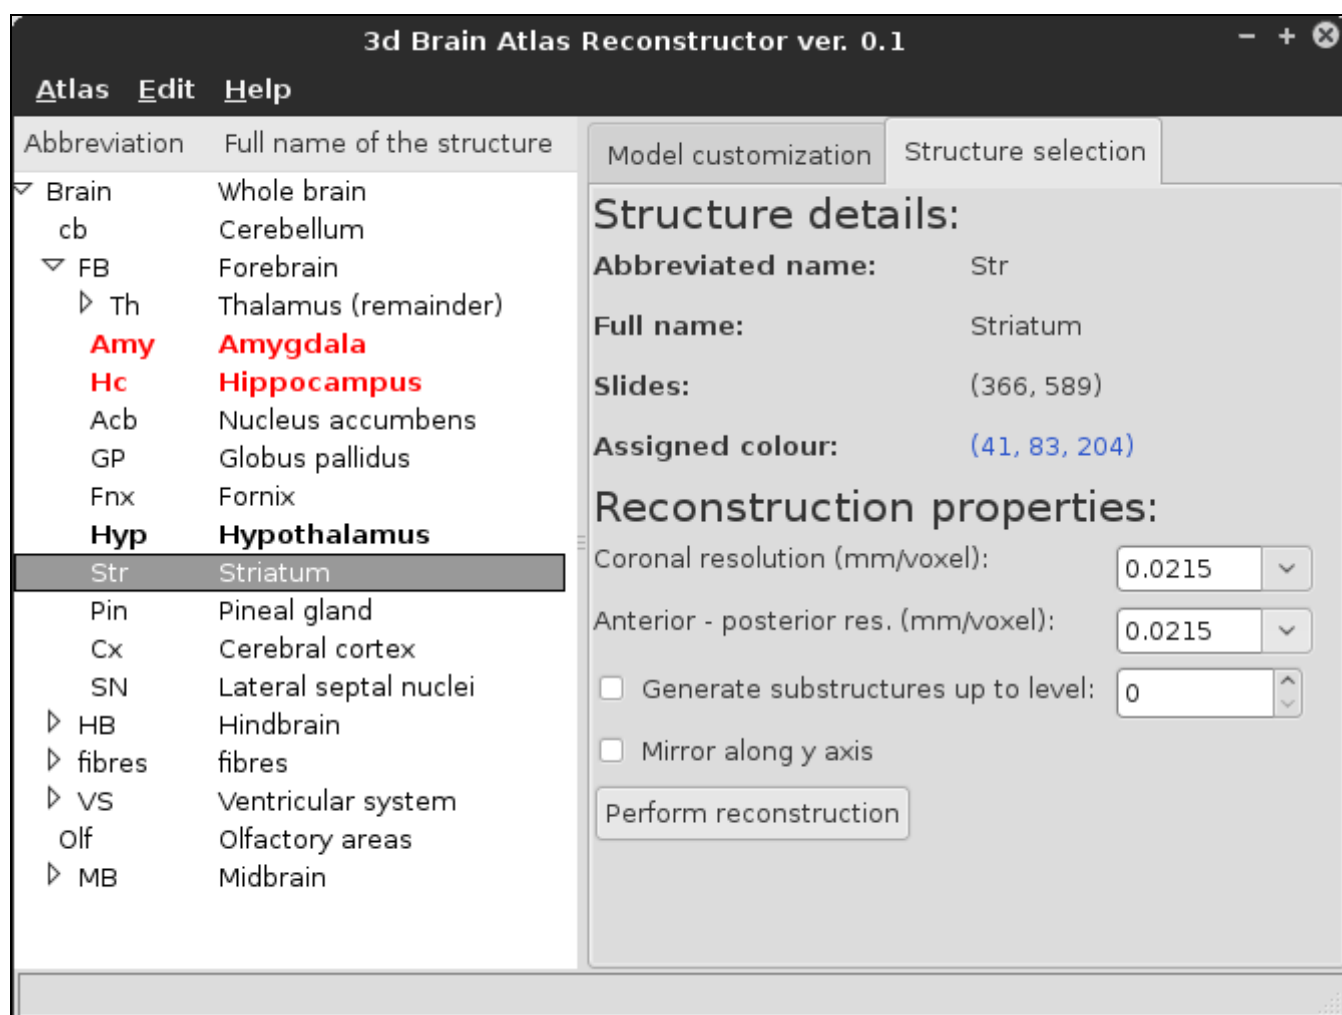 3d Brain Atlas Reconstructor ver. 0.1
Atlas Edit Help
Abbreviation Full name of the structure
Brain Whole brain
cb Cerebellum
FB Forebrain
Th Thalamus (remainder)
Amy Amygdala
Hc Hippocampus
Acb Nucleus accumbens
GP Globus pallidus
Fnx Fornix
Hyp Hypothalamus
Str Striatum
Pin Pineal gland
Cx Cerebral cortex
SN Lateral septal nuclei
HB Hindbrain
fibres fibres
VS Ventricular system
Olf Olfactory areas
MB Midbrain
Model customization Structure selection
Structure details:
Abbreviated name: Str
Full name: Striatum
Slides: (366, 589)
Assigned colour: (41, 83, 204)
Reconstruction properties:
Coronal resolution (mm/voxel): 0.0215
Anterior - posterior res. (mm/voxel): 0.0215
Generate substructures up to level: 0
Mirror along y axis
Perform reconstruction